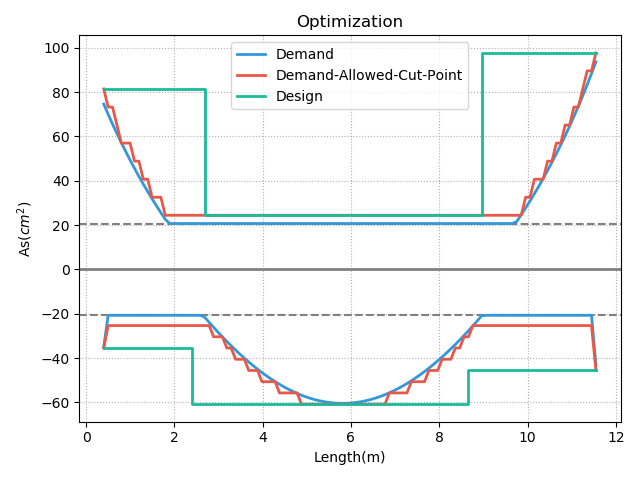 Optimization
Demand
Demand-Allowed-Cut-Point
Design
100
80
60
40
20
0
−20
−40
−60
As(cm²)
0
2
4
6
8
10
12
Length(m)